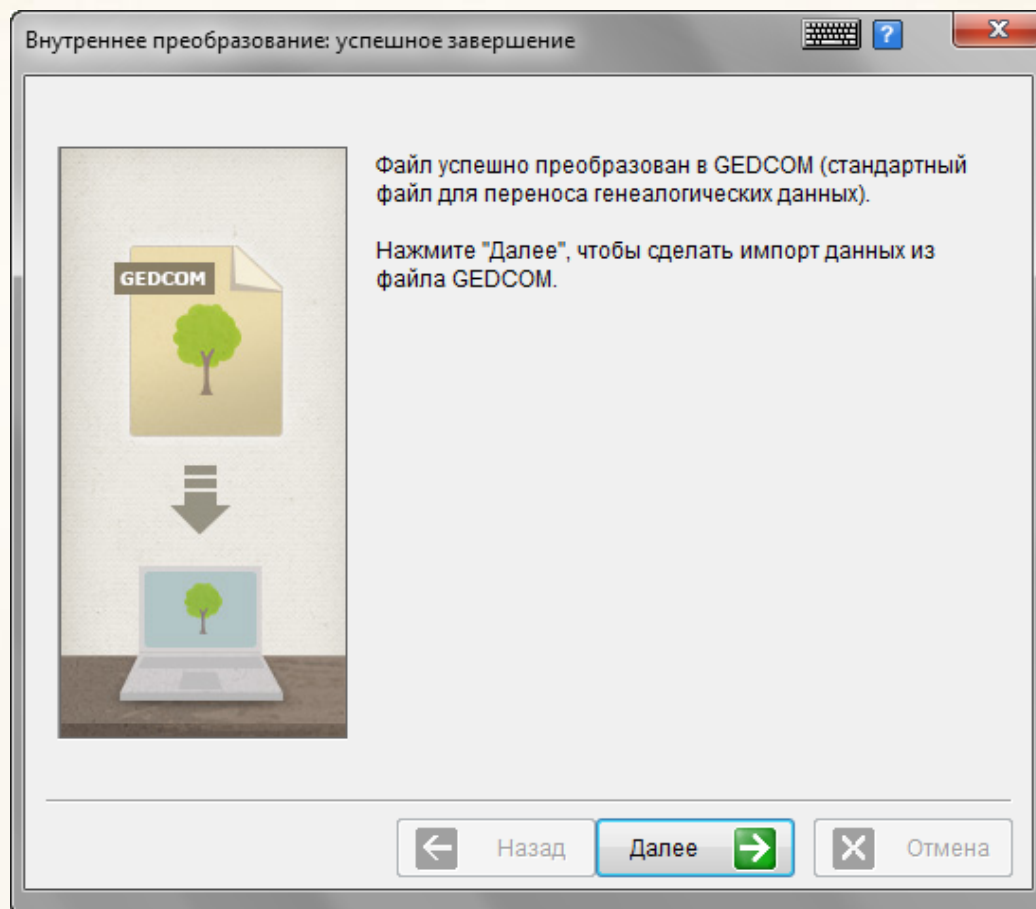 Внутреннее преобразование: успешное завершение
?
GEDCOM
Файл успешно преобразован в GEDCOM (стандартный
файл для переноса генеалогических данных).
Нажмите "Далее", чтобы сделать импорт данных из
файла GEDCOM.
Назад
Далее
Отмена